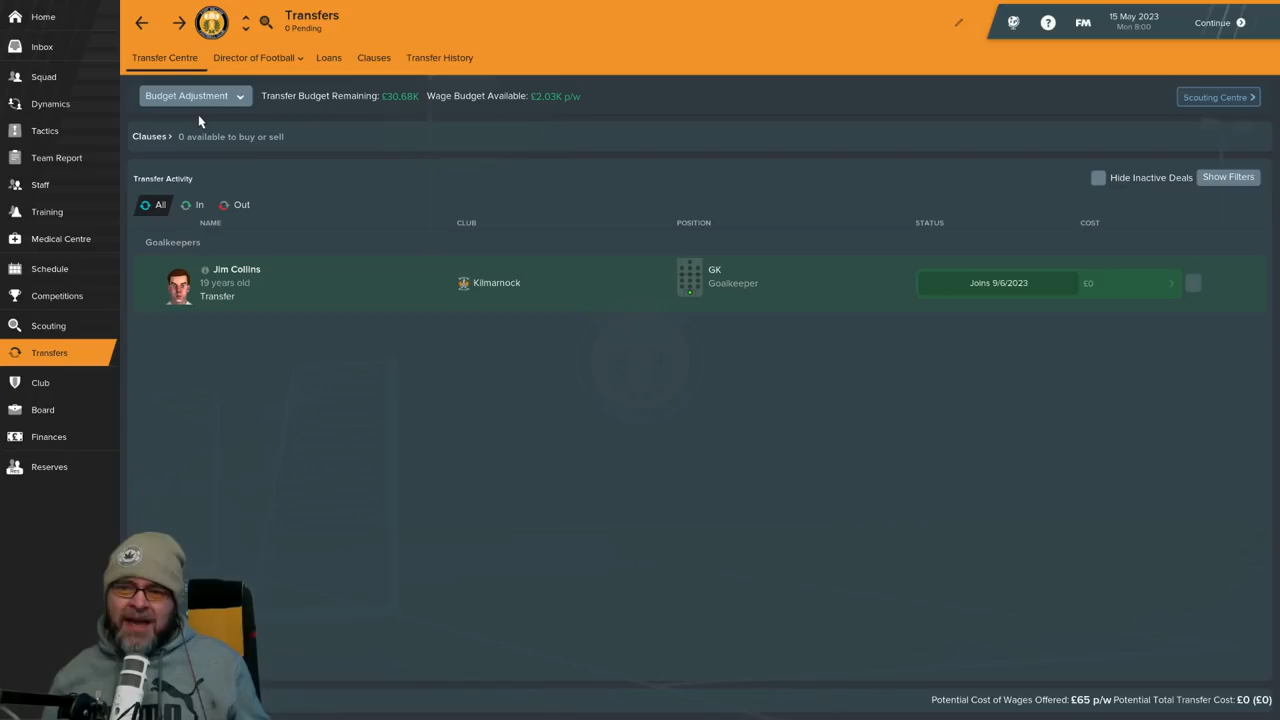 Home
Transfers
0 Pending
15 May 2023
Mon 8:00
FM
Continue
Inbox
Transfer Centre
Director of Football
Loans
Clauses
Transfer History
Squad
Dynamics
Budget Adjustment
Transfer Budget Remaining: £30.68K
Wage Budget Available: £2.03K p/w
Scouting Centre
Tactics
Clauses
0 available to buy or sell
Team Report
Transfer Activity
Hide Inactive Deals
Show Filters
Staff
All
In
Out
Training
NAME
CLUB
POSITION
STATUS
COST
Medical Centre
Goalkeepers
Schedule
Jim Collins
19 years old
Transfer
Kilmarnock
GK
Goalkeeper
Joins 9/6/2023
£0
Competitions
Scouting
Transfers
Club
Board
Finances
Res
Reserves
Potential Cost of Wages Offered: £65 p/w Potential Total Transfer Cost: £0 (£0)